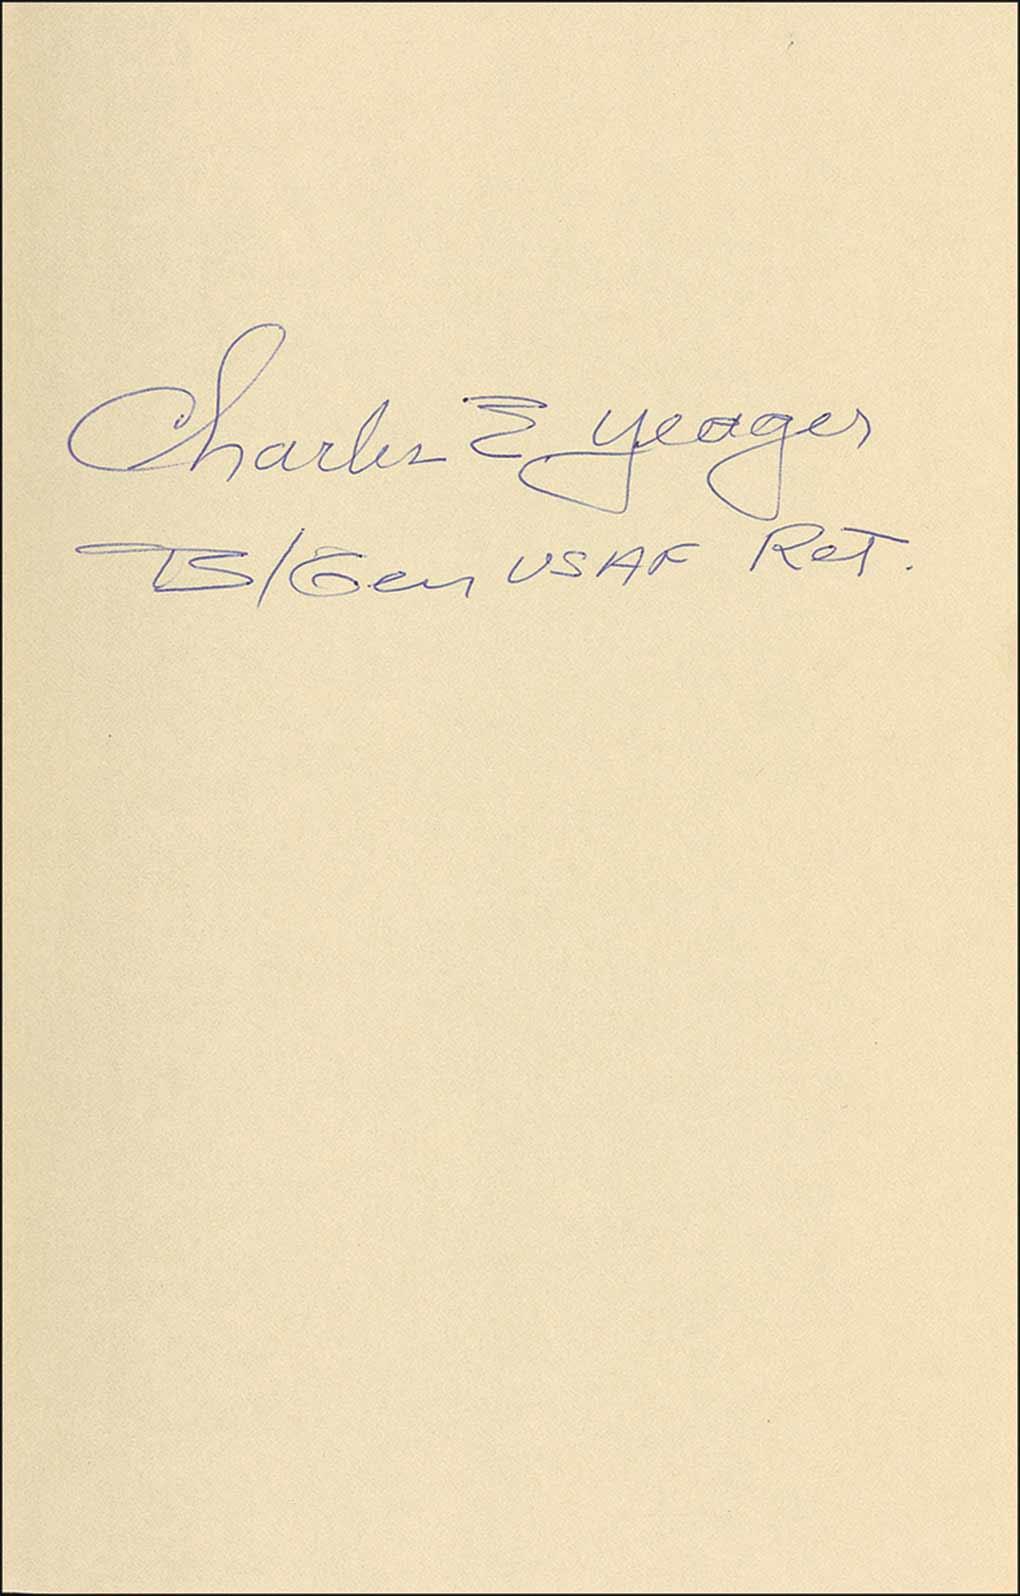 Charles E Yeager
B/Gen USAF Ret.